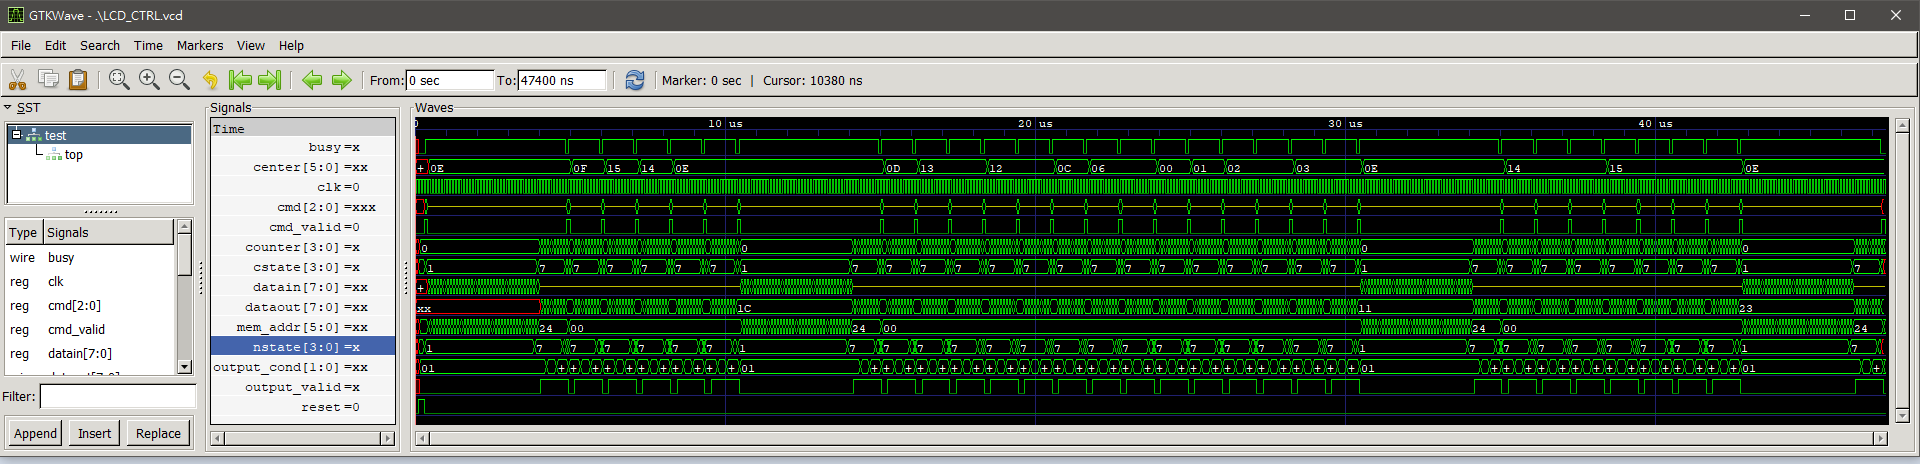 GTKWave - .\LCD_CTRL.vcd
File Edit Search Time Markers View Help
From: 0 sec To: 47400 ns Marker: 0 sec | Cursor: 10380 ns
SST
test
top
Type Signals
wire busy
reg clk
reg cmd[2:0]
reg cmd_valid
reg datain[7:0]
Filter:
Append Insert Replace
Signals
Time
busy =x
center[5:0] =xx
clk =0
cmd[2:0] =xxx
cmd_valid =0
counter[3:0] =x
cstate[3:0] =x
datain[7:0] =xx
dataout[7:0] =xx
mem_addr[5:0] =xx
nstate[3:0] =x
output_cond[1:0] =xx
output_valid =x
reset =0
Waves
0 10 us 20 us 30 us 40 us
+ 0E 0F 15 14 0E 0D 13 12 0C 06 00 01 02 03 0E 14 15 0E
0 0 0 0
1 7 7 7 7 7 7 1 7 7 7 7 7 7 7 7 7 7 7 7 7 7 7 1 7 7 7 7 7 7 7 7 1 7
+
xx 1C 11 23
24 00 24 00 24 00 24
1 7 7 7 7 7 7 1 7 7 7 7 7 7 7 7 7 7 7 7 7 7 7 1 7 7 7 7 7 7 7 7 1 7
01 01 01 01